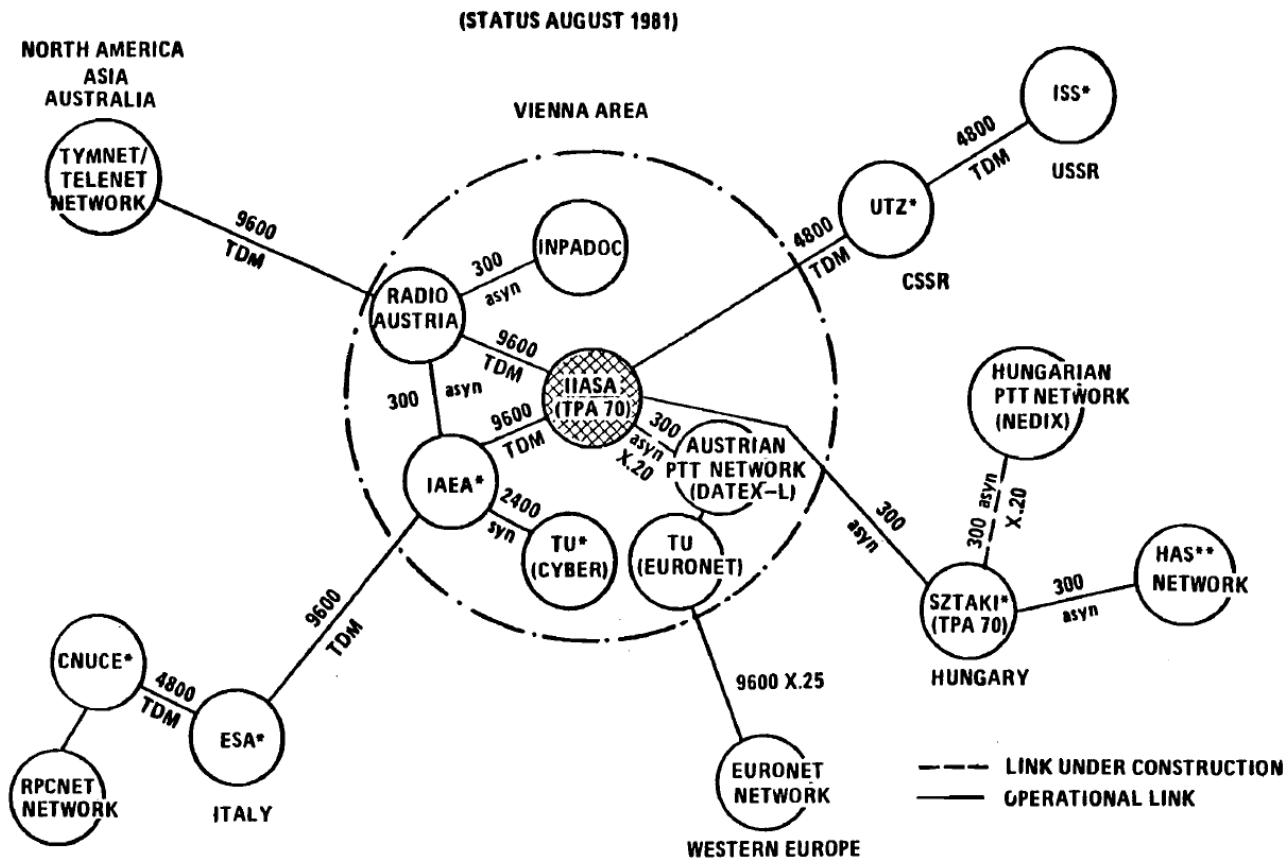 (STATUS AUGUST 1981)
NORTH AMERICA
ASIA
AUSTRALIA
TYMNET/
TELENET
NETWORK
9600
TDM
VIENNA AREA
ISS*
USSR
4800
TDM
UTZ*
CSSR
4800
TDM
INPADOC
300
asyn
RADIO
AUSTRIA
9600
TDM
IIASA
(TPA 70)
300
asyn
9600
TDM
300
asyn
X.20
AUSTRIAN
PTT NETWORK
(DATEX-L)
IAEA*
2400
syn
TU*
(CYBER)
TU
(EURONET)
300
asyn
HUNGARIAN
PTT NETWORK
(NEDIX)
300 asyn
X.20
HAS**
NETWORK
300
asyn
SZTAKI*
(TPA 70)
HUNGARY
9600
TDM
CNUCE*
4800
TDM
ESA*
ITALY
RPCNET
NETWORK
9600 X.25
EURONET
NETWORK
WESTERN EUROPE
LINK UNDER CONSTRUCTION
OPERATIONAL LINK